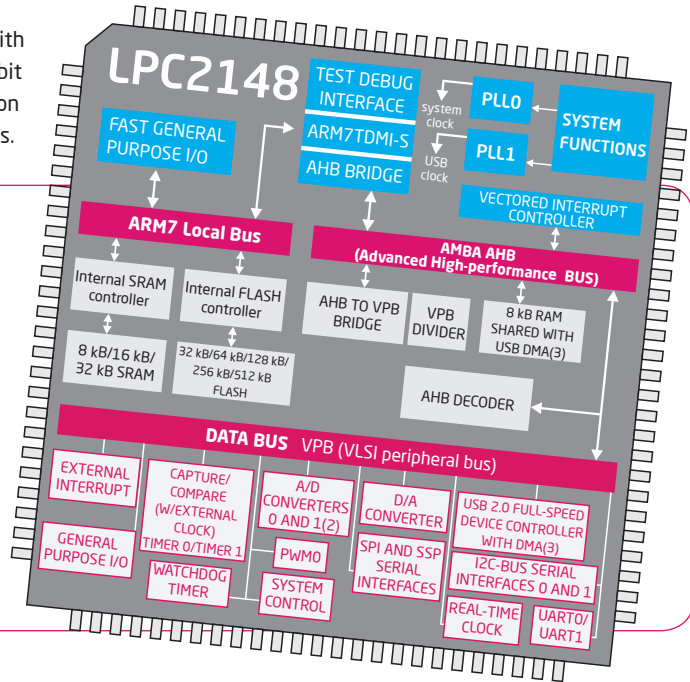 ith
bit
on
s.
LPC2148
TEST DEBUG
INTERFACE
ARM7TDMI-S
AHB BRIDGE
system
clock
USB
clock
PLL0
PLL1
SYSTEM
FUNCTIONS
FAST GENERAL
PURPOSE I/O
VECTORED INTERRUPT
CONTROLLER
ARM7 Local Bus
AMBA AHB
(Advanced High-performance BUS)
Internal SRAM
controller
Internal FLASH
controller
AHB TO VPB
BRIDGE
VPB
DIVIDER
8 kB RAM
SHARED WITH
USB DMA(3)
8 kB/16 kB/
32 kB SRAM
32 kB/64 kB/128 kB/
256 kB/512 kB
FLASH
AHB DECODER
DATA BUS VPB (VLSI peripheral bus)
EXTERNAL
INTERRUPT
CAPTURE/
COMPARE
(W/EXTERNAL
CLOCK)
TIMER 0/TIMER 1
A/D
CONVERTERS
0 AND 1(2)
D/A
CONVERTER
USB 2.0 FULL-SPEED
DEVICE CONTROLLER
WITH DMA(3)
GENERAL
PURPOSE I/O
WATCHDOG
TIMER
PWM0
SYSTEM
CONTROL
SPI AND SSP
SERIAL
INTERFACES
I2C-BUS SERIAL
INTERFACES 0 AND 1
REAL-TIME
CLOCK
UART0/
UART1